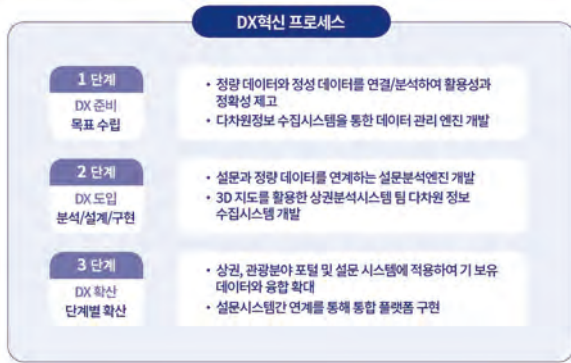 DX혁신 프로세스
1 단계
DX 준비
목표 수립
• 정량 데이터와 정성 데이터를 연결/분석하여 활용성과
정확성 제고
• 다차원정보 수집시스템을 통한 데이터 관리 엔진 개발
2 단계
DX 도입
분석/설계/구현
• 설문과 정량 데이터를 연계하는 설문분석엔진 개발
• 3D 지도를 활용한 상권분석시스템 팀 다차원 정보
수집시스템 개발
3 단계
DX 확산
단계별 확산
• 상권, 관광분야 포털 및 설문 시스템에 적용하여 기 보유
데이터와 융합 확대
• 설문시스템간 연계를 통해 통합 플랫폼 구현